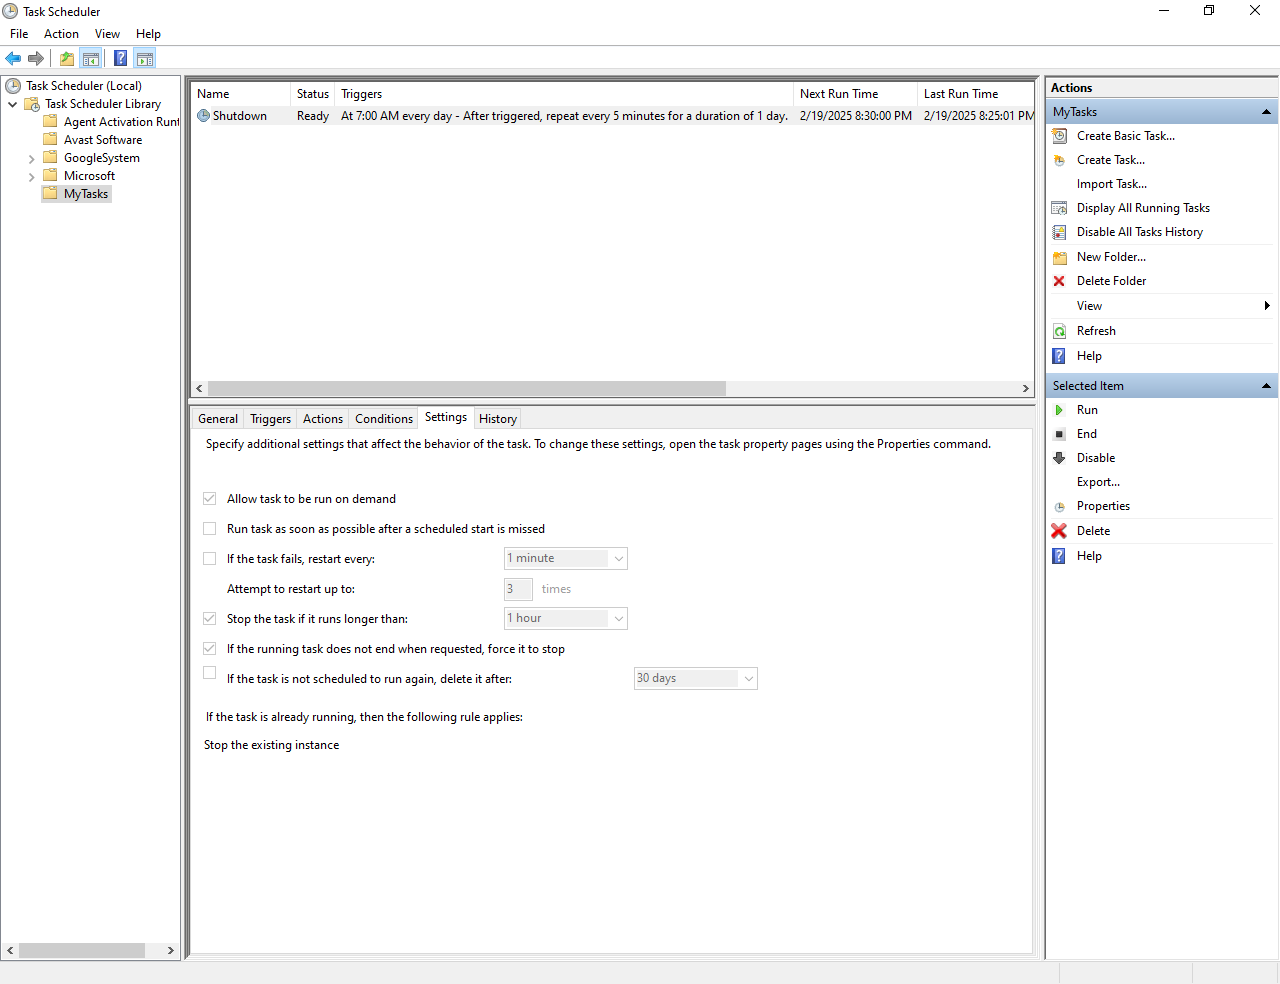 Task Scheduler
File Action View Help
Task Scheduler (Local)
Task Scheduler Library
Agent Activation Runt
Avast Software
GoogleSystem
Microsoft
MyTasks
Name Status Triggers Next Run Time Last Run Time
Shutdown Ready At 7:00 AM every day - After triggered, repeat every 5 minutes for a duration of 1 day. 2/19/2025 8:30:00 PM 2/19/2025 8:25:01 PM
General Triggers Actions Conditions Settings History
Specify additional settings that affect the behavior of the task. To change these settings, open the task property pages using the Properties command.
Allow task to be run on demand
Run task as soon as possible after a scheduled start is missed
If the task fails, restart every: 1 minute
Attempt to restart up to: 3 times
Stop the task if it runs longer than: 1 hour
If the running task does not end when requested, force it to stop
If the task is not scheduled to run again, delete it after: 30 days
If the task is already running, then the following rule applies:
Stop the existing instance
Actions
MyTasks
Create Basic Task...
Create Task...
Import Task...
Display All Running Tasks
Disable All Tasks History
New Folder...
Delete Folder
View
Refresh
Help
Selected Item
Run
End
Disable
Export...
Properties
Delete
Help